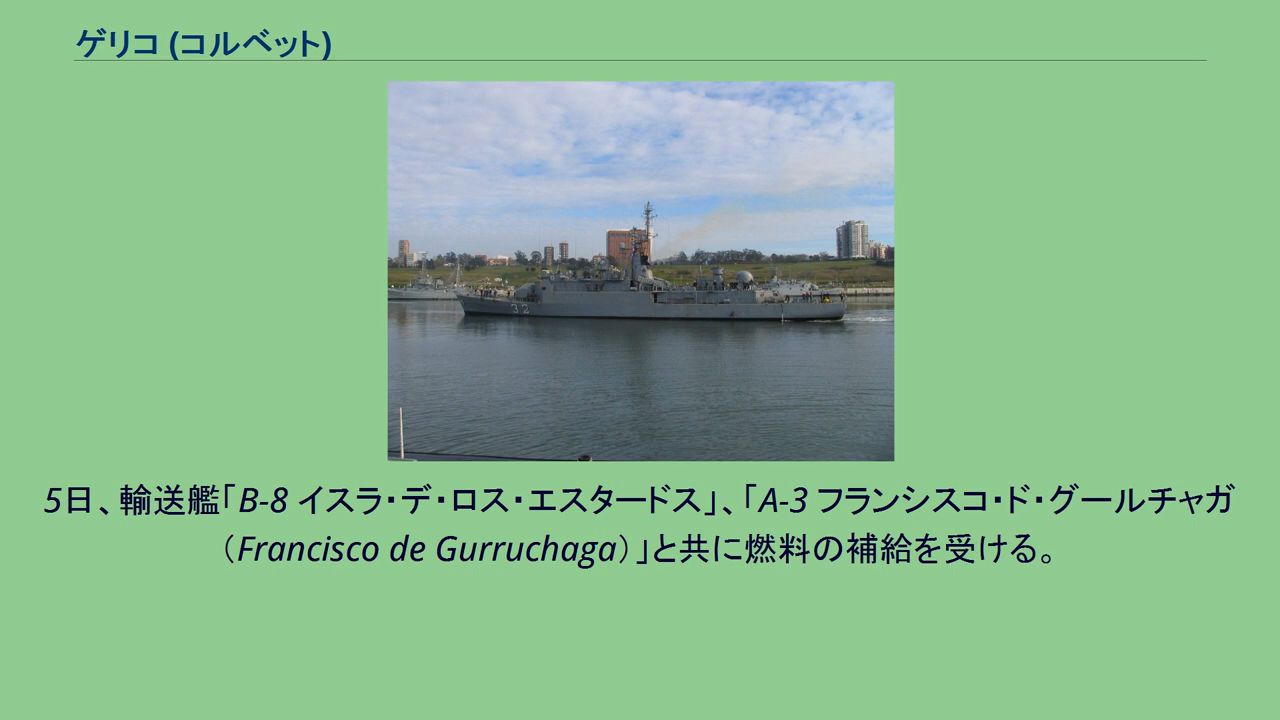 ゲリコ (コルベット)
32
5日、輸送艦｢B-8 イスラ・デ・ロス・エスタードス｣、｢A-3 フランシスコ・ド・グールチャガ
（Francisco de Gurruchaga）｣と共に燃料の補給を受ける。